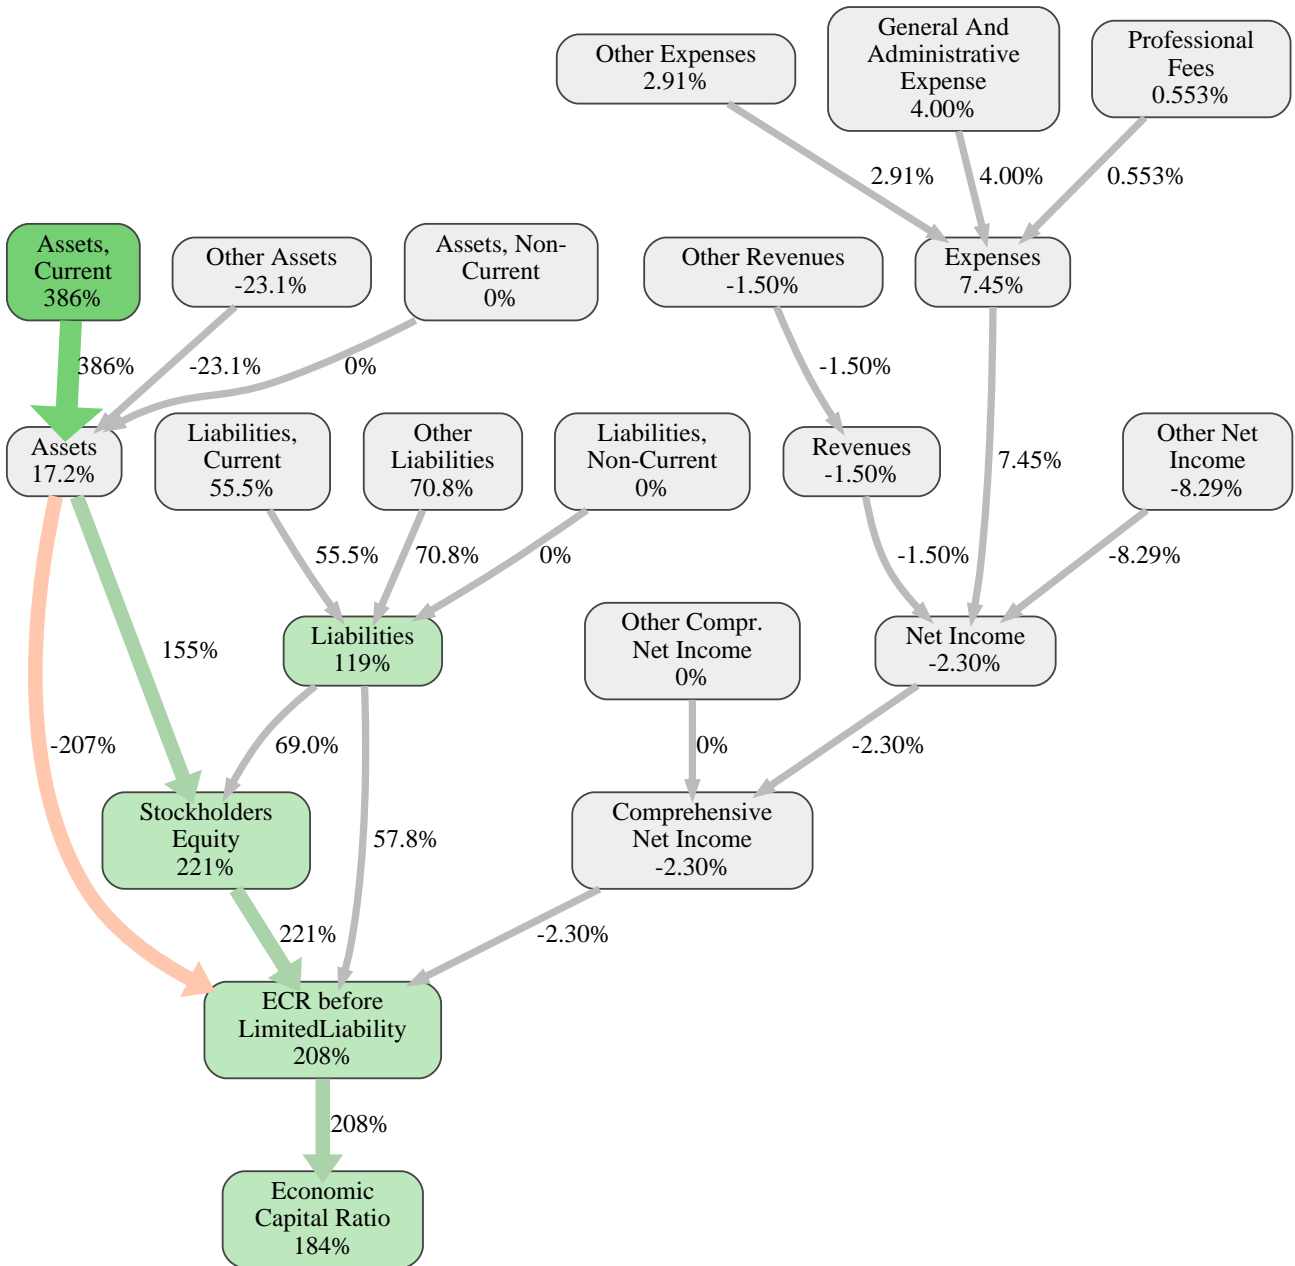 Other Expenses
2.91%
General And
Administrative
Expense
4.00%
Professional
Fees
0.553%
2.91%
4.00%
0.553%
Assets,
Current
386%
Other Assets
-23.1%
Assets, Non-
Current
0%
Other Revenues
-1.50%
Expenses
7.45%
386%
-23.1%
0%
-1.50%
7.45%
Assets
17.2%
Liabilities,
Current
55.5%
Other
Liabilities
70.8%
Liabilities,
Non-Current
0%
Revenues
-1.50%
Other Net
Income
-8.29%
55.5%
70.8%
0%
-1.50%
-8.29%
155%
Liabilities
119%
Other Compr.
Net Income
0%
Net Income
-2.30%
-207%
69.0%
57.8%
0%
-2.30%
Stockholders
Equity
221%
Comprehensive
Net Income
-2.30%
221%
-2.30%
ECR before
LimitedLiability
208%
208%
Economic
Capital Ratio
184%